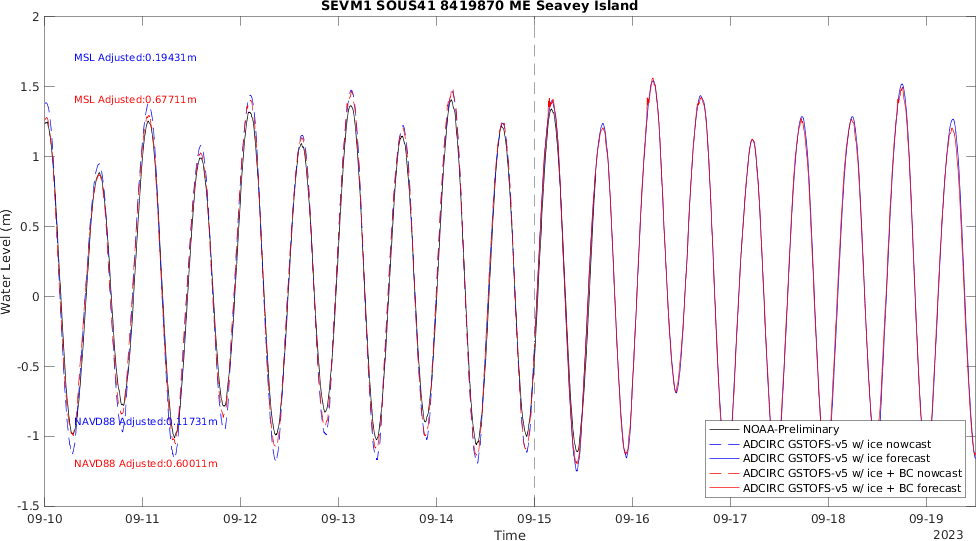 SEVM1 SOUS41 8419870 ME Seavey Island
2
1.5
1
0.5
0
-0.5
-1
-1.5
Water Level (m)
MSL Adjusted:0.19431m
MSL Adjusted:0.67711m
NAVD88 Adjusted:0.11731m
NAVD88 Adjusted:0.60011m
NOAA-Preliminary
ADCIRC GSTOFS-v5 w/ ice nowcast
ADCIRC GSTOFS-v5 w/ ice forecast
ADCIRC GSTOFS-v5 w/ ice + BC nowcast
ADCIRC GSTOFS-v5 w/ ice + BC forecast
09-10 09-11 09-12 09-13 09-14 09-15 09-16 09-17 09-18 09-19
Time
2023